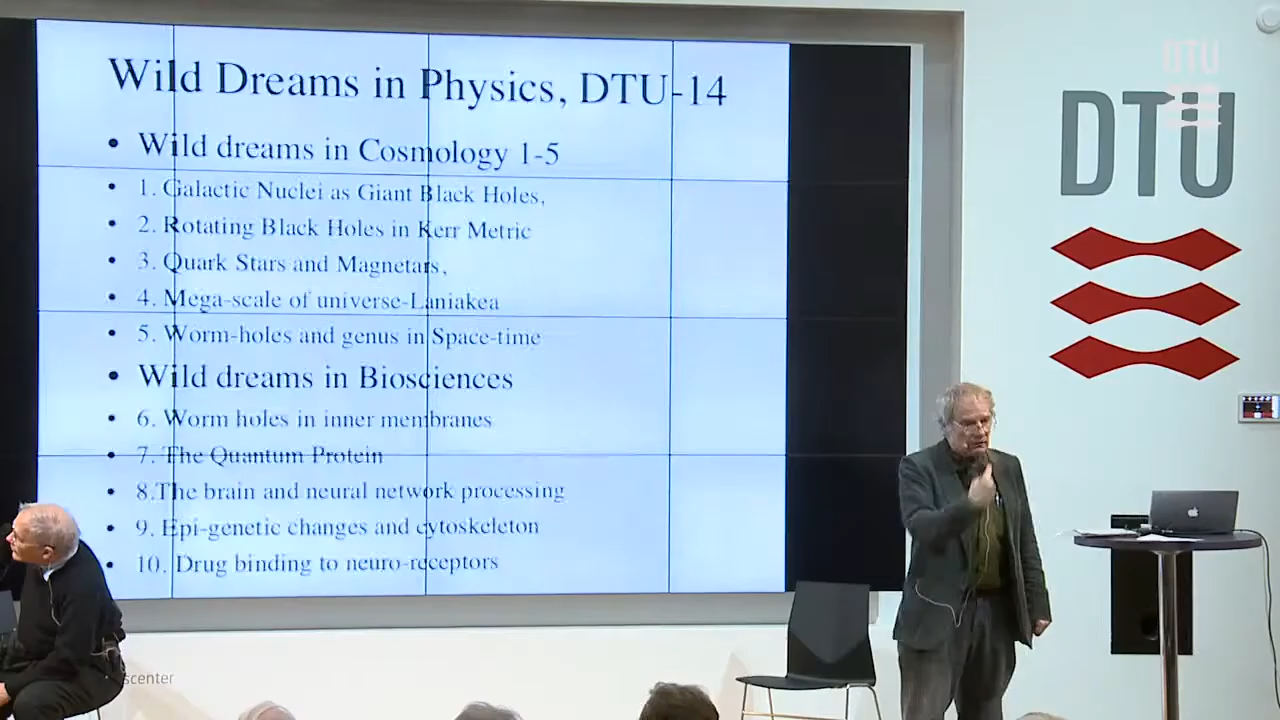 Wild Dreams in Physics, DTU-14
• Wild dreams in Cosmology 1-5
• 1. Galactic Nuclei as Giant Black Holes,
• 2. Rotating Black Holes in Kerr Metric
• 3. Quark Stars and Magnetars,
• 4. Mega-scale of universe-Laniakea
• 5. Worm-holes and genus in Space-time
• Wild dreams in Biosciences
• 6. Worm holes in inner membranes
• 7. The Quantum Protein
• 8.The brain and neural network processing
• 9. Epi-genetic changes and cytoskeleton
• 10. Drug binding to neuro-receptors
DTU
DTU
scenter